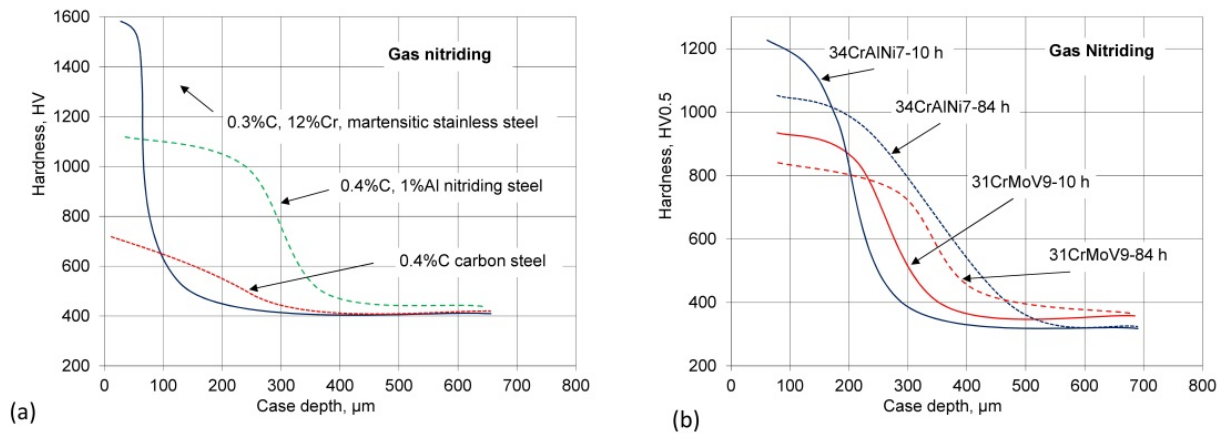 1600
1400
1200
1000
800
600
400
200
Hardness, HV
Gas nitriding
0.3%C, 12%Cr, martensitic stainless steel
0.4%C, 1%Al nitriding steel
0.4%C carbon steel
0 100 200 300 400 500 600 700 800
Case depth, µm
(a)
1200
1000
800
600
400
200
Hardness, HV0.5
Gas Nitriding
34CrAlNi7-10 h
34CrAlNi7-84 h
31CrMoV9-10 h
31CrMoV9-84 h
0 100 200 300 400 500 600 700 800
Case depth, µm
(b)